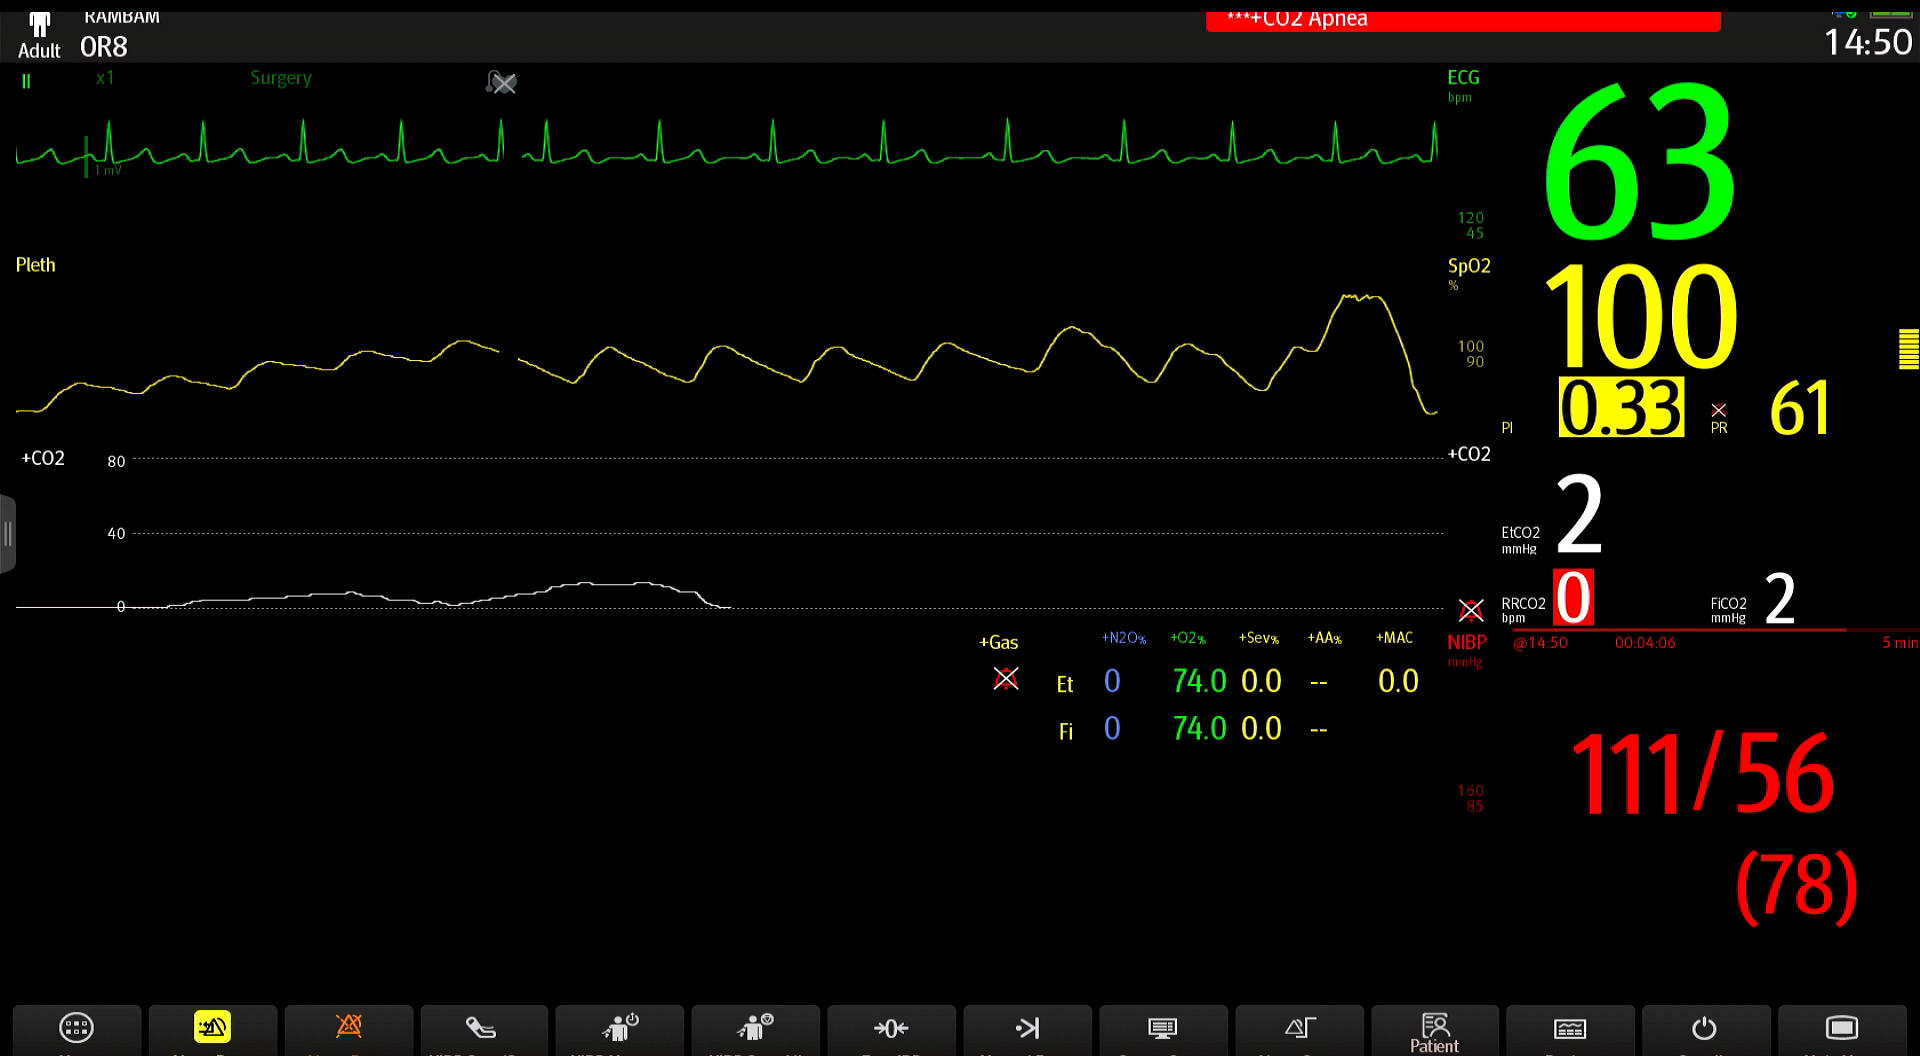 RAMBAM
***+CO2 Apnea
Adult OR8
14:50
x1 Surgery
ECG
bpm
63
1 mV
120
45
Pleth
SpO2
%
100
100
90
PI 0.33 PR 61
+CO2 80
+CO2
40
EtCO2
mmHg
2
0
RRCO2
bpm
0
FiCO2
mmHg
2
+Gas +N2O% +O2% +Sev% +AA% +MAC
NIBP
mmHg
@14:50 00:04:06 5 min
Et 0 74.0 0.0 -- 0.0
Fi 0 74.0 0.0 --
111/56
160
85
(78)
Patient